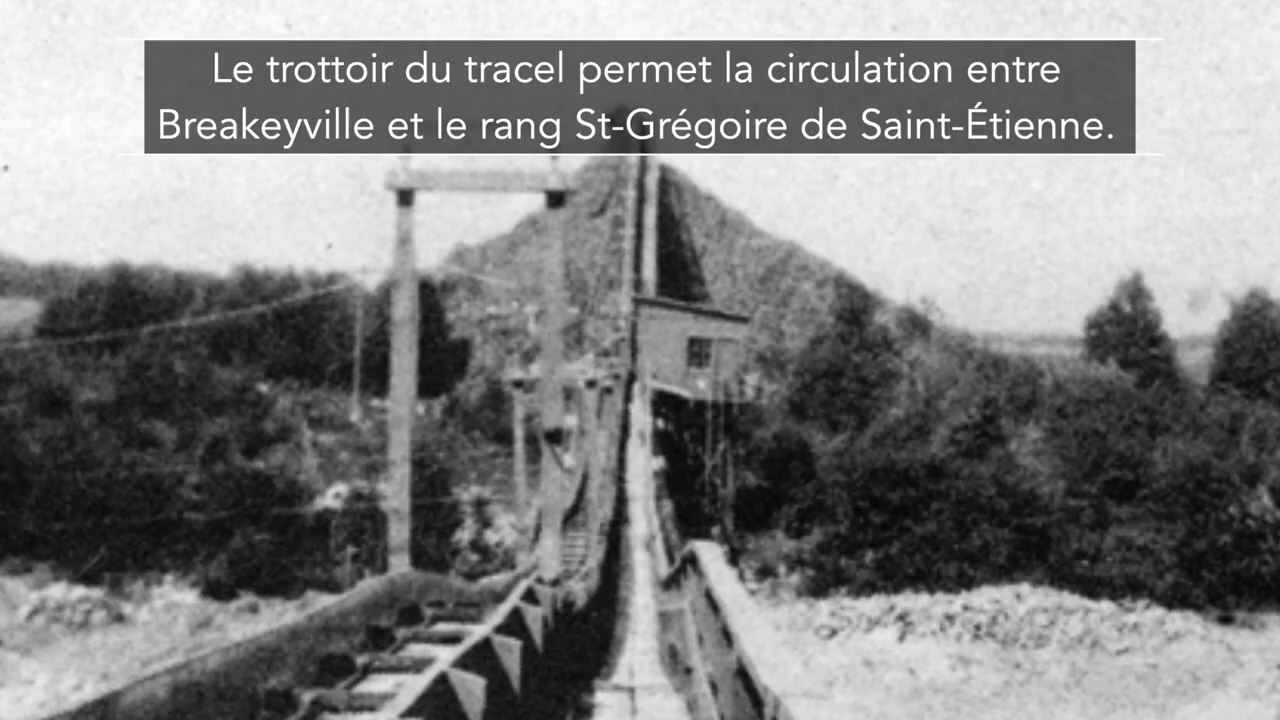 Le trottoir du tracel permet la circulation entre
Breakeyville et le rang St-Grégoire de Saint-Étienne.